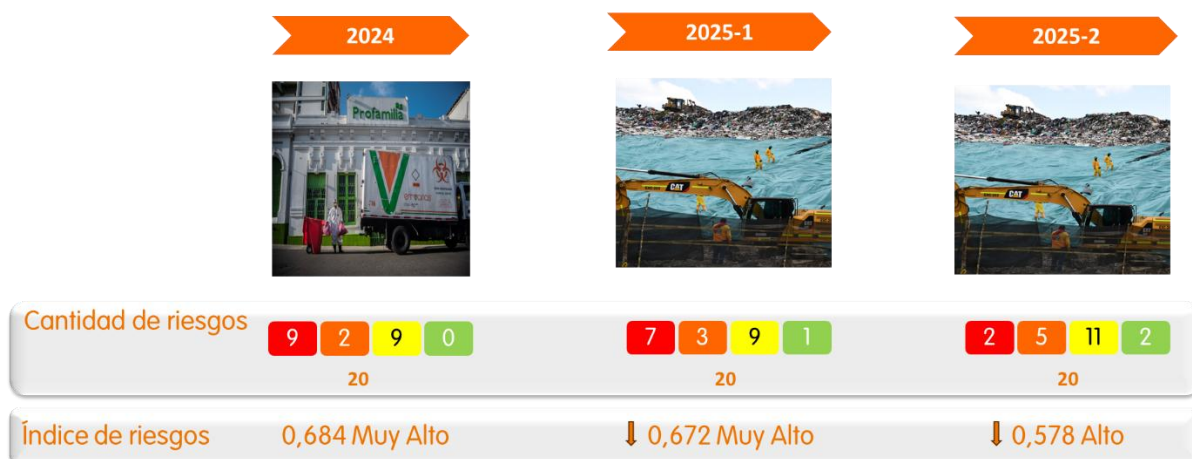 2024 2025-1 2025-2
Profamilia
CAT CAT
Cantidad de riesgos 9 2 9 0 7 3 9 1 2 5 11 2
20 20 20
Índice de riesgos 0,684 Muy Alto 0,672 Muy Alto 0,578 Alto